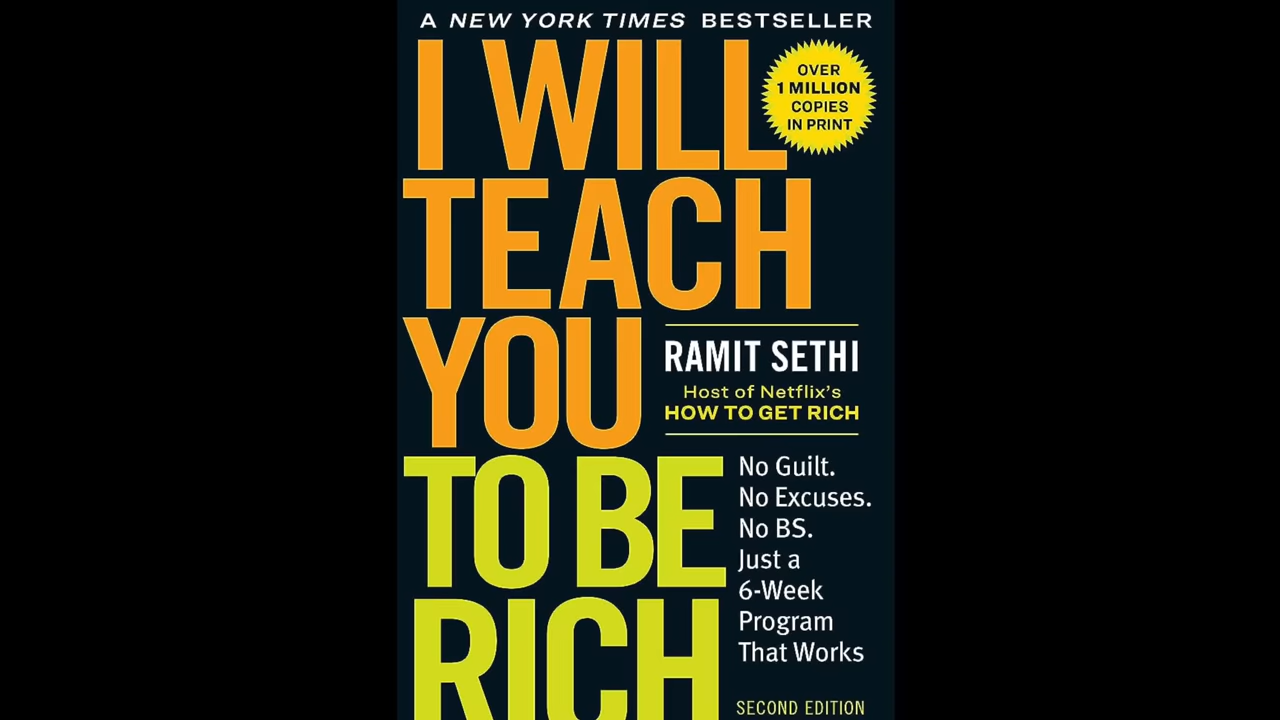 A NEW YORK TIMES BESTSELLER
I WILL
TEACH
YOU
TO BE
RICH
OVER
1 MILLION
COPIES
IN PRINT
RAMIT SETHI
Host of Netflix's
HOW TO GET RICH
No Guilt.
No Excuses.
No BS.
Just a
6-Week
Program
That Works
SECOND EDITION